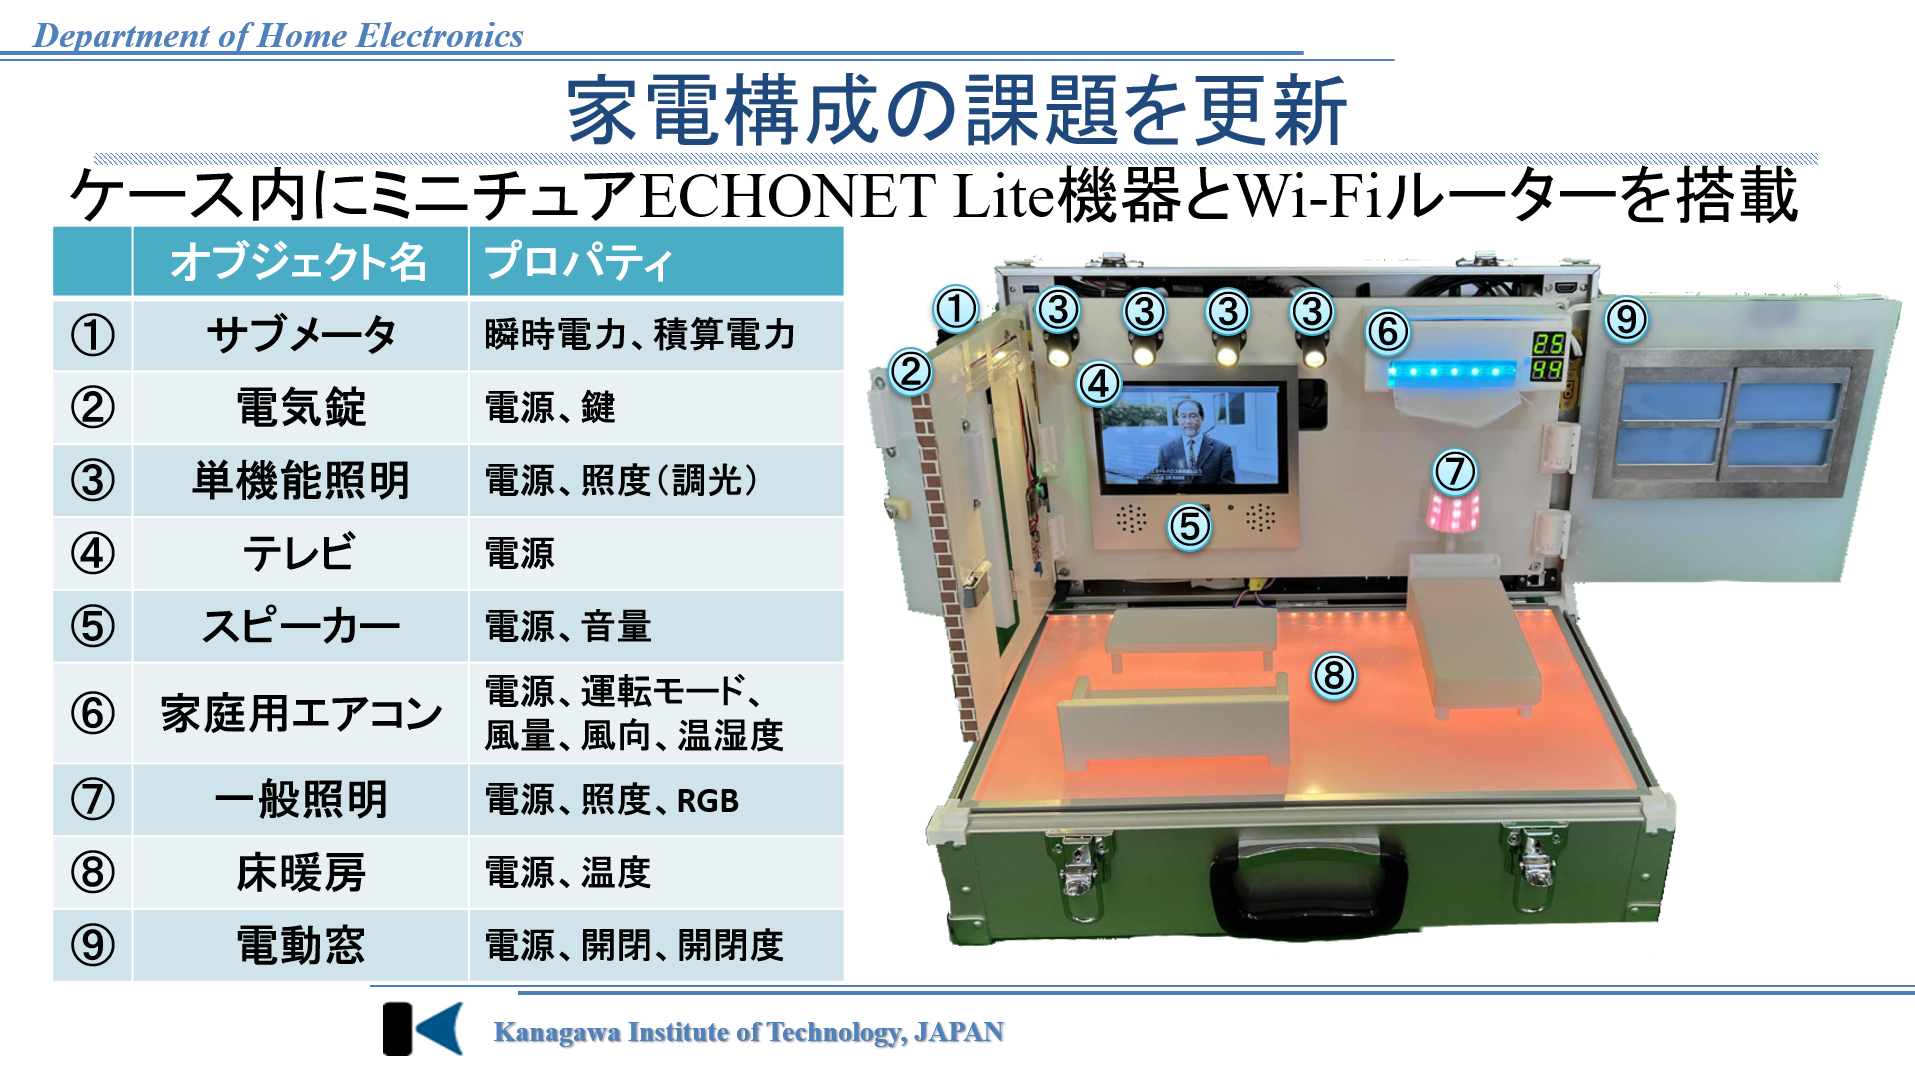 Department of Home Electronics
家電構成の課題を更新
ケース内にミニチュアECHONET Lite機器とWi-Fiルーターを搭載
オブジェクト名 プロパティ
① サブメータ 瞬時電力、積算電力
② 電気錠 電源、鍵
③ 単機能照明 電源、照度（調光）
④ テレビ 電源
⑤ スピーカー 電源、音量
⑥ 家庭用エアコン 電源、運転モード、
風量、風向、温湿度
⑦ 一般照明 電源、照度、RGB
⑧ 床暖房 電源、温度
⑨ 電動窓 電源、開閉、開閉度
① ③ ③ ③ ③ ⑥ ⑨
25
44
②
④
⑦
⑤
⑧
Kanagawa Institute of Technology, JAPAN